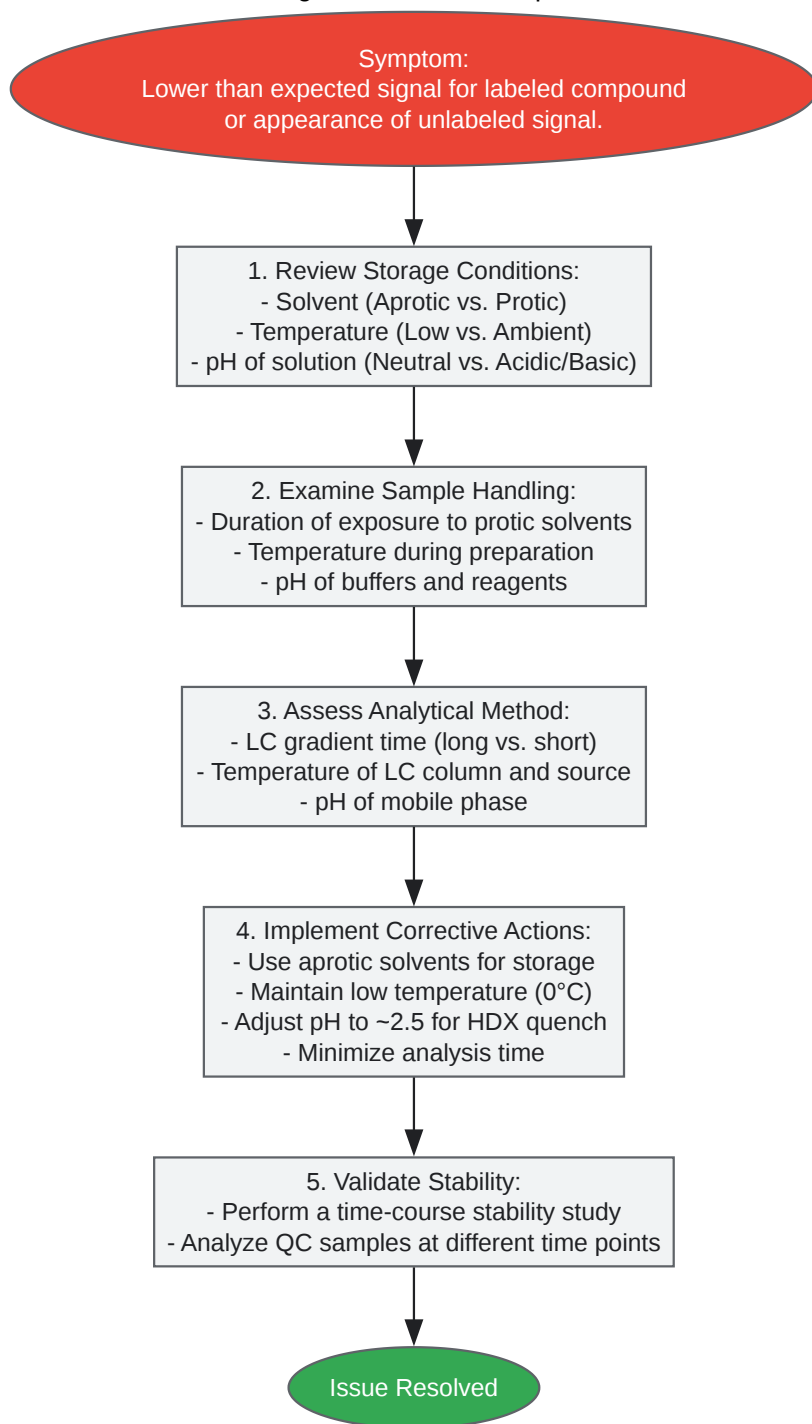 Symptom:
Lower than expected signal for labeled compound
or appearance of unlabeled signal.
1. Review Storage Conditions:
- Solvent (Aprotic vs. Protic)
- Temperature (Low vs. Ambient)
- pH of solution (Neutral vs. Acidic/Basic)
2. Examine Sample Handling:
- Duration of exposure to protic solvents
- Temperature during preparation
- pH of buffers and reagents
3. Assess Analytical Method:
- LC gradient time (long vs. short)
- Temperature of LC column and source
- pH of mobile phase
4. Implement Corrective Actions:
- Use aprotic solvents for storage
- Maintain low temperature (0°C)
- Adjust pH to ~2.5 for HDX quench
- Minimize analysis time
5. Validate Stability:
- Perform a time-course stability study
- Analyze QC samples at different time points
Issue Resolved